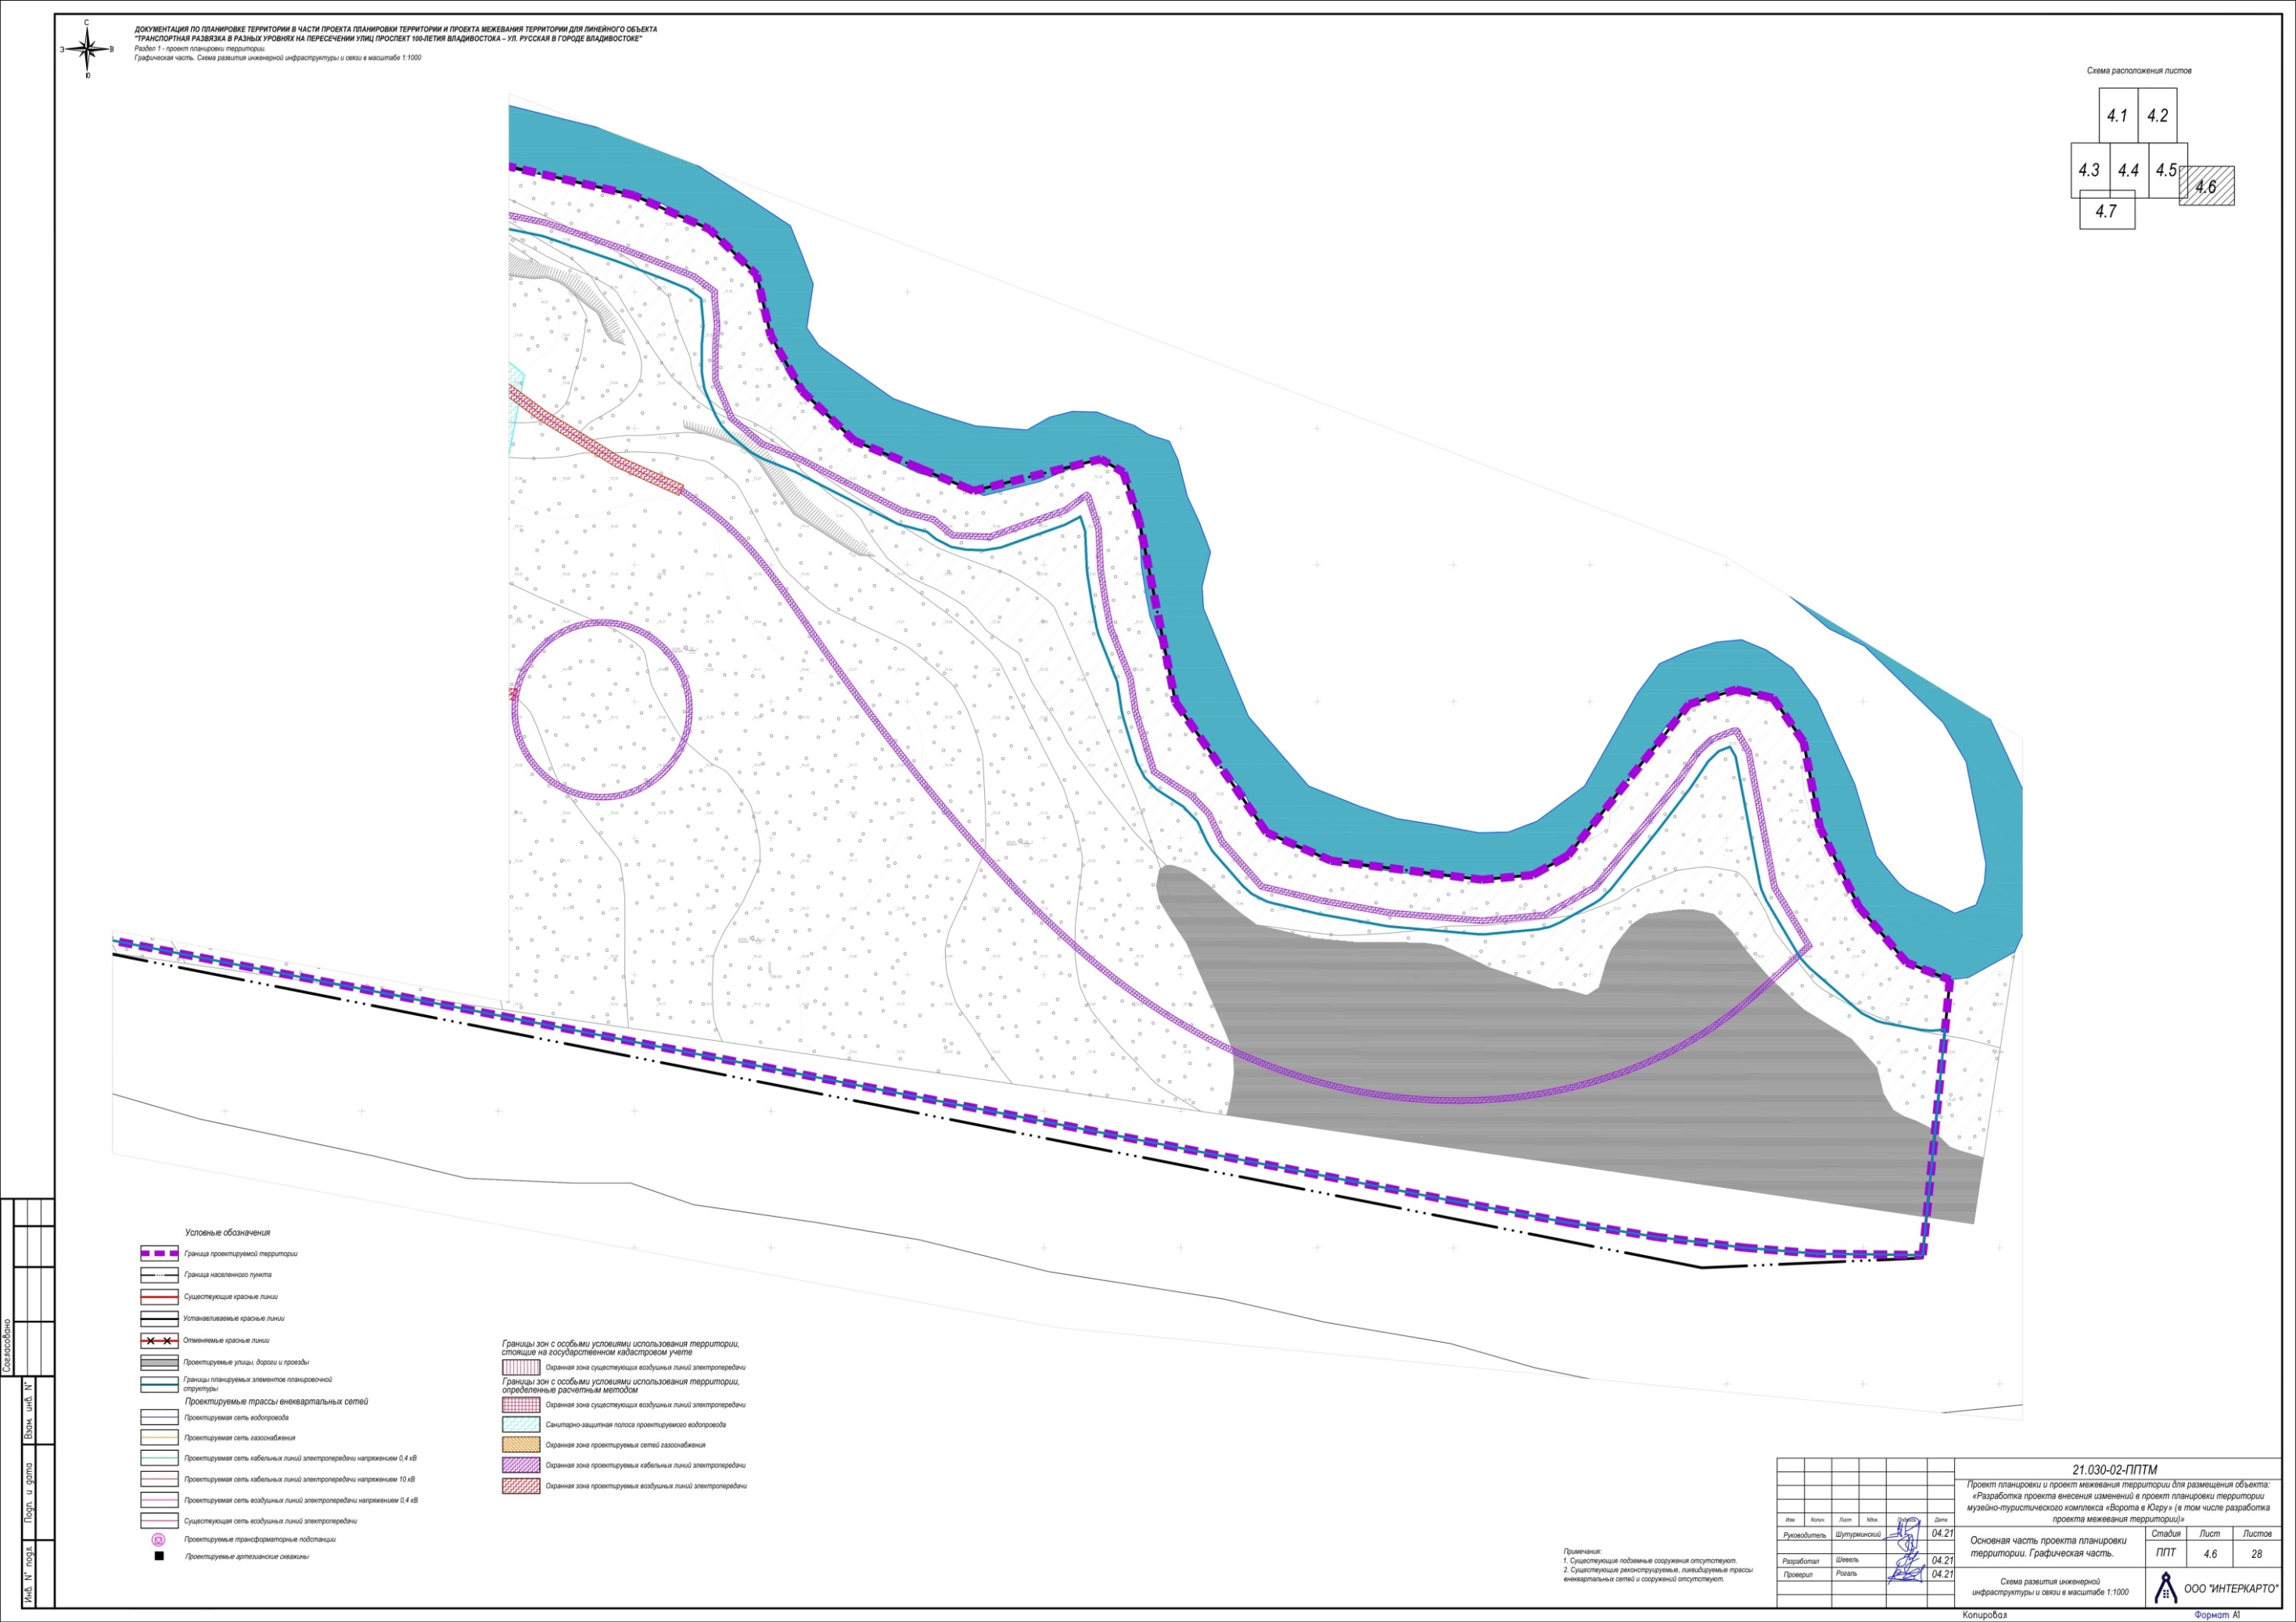 С
З В
Ю
ДОКУМЕНТАЦИЯ ПО ПЛАНИРОВКЕ ТЕРРИТОРИИ В ЧАСТИ ПРОЕКТА ПЛАНИРОВКИ ТЕРРИТОРИИ И ПРОЕКТА МЕЖЕВАНИЯ ТЕРРИТОРИИ ДЛЯ ЛИНЕЙНОГО ОБЪЕКТА
"ТРАНСПОРТНАЯ РАЗВЯЗКА В РАЗНЫХ УРОВНЯХ НА ПЕРЕСЕЧЕНИИ УЛИЦ ПРОСПЕКТ 100-ЛЕТИЯ ВЛАДИВОСТОКА – УЛ. РУССКАЯ В ГОРОДЕ ВЛАДИВОСТОКЕ"
Раздел 1 - проект планировки территории.
Графическая часть. Схема развития инженерной инфраструктуры и связи в масштабе 1:1000
Схема расположения листов
4.1 4.2
4.3 4.4 4.5 4.6
4.7
Условные обозначения
Граница проектируемой территории
Граница населенного пункта
Существующие красные линии
Устанавливаемые красные линии
Отменяемые красные линии
Проектируемые улицы, дороги и проезды
Границы планируемых элементов планировочной
структуры
Проектируемые трассы внеквартальных сетей
Проектируемая сеть водопровода
Проектируемая сеть газоснабжения
Проектируемая сеть кабельных линий электропередачи напряжением 0,4 кВ
Проектируемая сеть кабельных линий электропередачи напряжением 10 кВ
Проектируемая сеть воздушных линий электропередачи напряжением 0,4 кВ
Существующая сеть воздушных линий электропередачи
Проектируемые трансформаторные подстанции
Проектируемые артезианские скважины
Границы зон с особыми условиями использования территории,
стоящие на государственном кадастровом учете
Охранная зона существующих воздушных линий электропередачи
Границы зон с особыми условиями использования территории,
определенные расчетным методом
Охранная зона существующих воздушных линий электропередачи
Санитарно-защитная полоса проектируемого водопровода
Охранная зона проектируемых сетей газоснабжения
Охранная зона проектируемых кабельных линий электропередачи
Охранная зона проектируемых воздушных линий электропередачи
Примечания:
1. Существующие подземные сооружения отсутствуют.
2. Существующие реконструируемые, ликвидируемые трассы
внеквартальных сетей и сооружений отсутствуют.
Согласовано
Взам. инв. N°
Подп. и дата
Инв. N° подл.
21.030-02-ППТМ
Проект планировки и проект межевания территории для размещения объекта:
«Разработка проекта внесения изменений в проект планировки территории
музейно-туристического комплекса «Ворота в Югру» (в том числе разработка
проекта межевания территории)»
Изм. Колич. Лист №док. Подпись Дата
Руководитель Шутурминский 04.21
Разработал Шевель 04.21
Проверил Рогаль 04.21
Основная часть проекта планировки
территории. Графическая часть.
Стадия Лист Листов
ППТ 4.6 28
Схема развития инженерной
инфраструктуры и связи в масштабе 1:1000
ООО "ИНТЕРКАРТО"
Копировал Формат А1